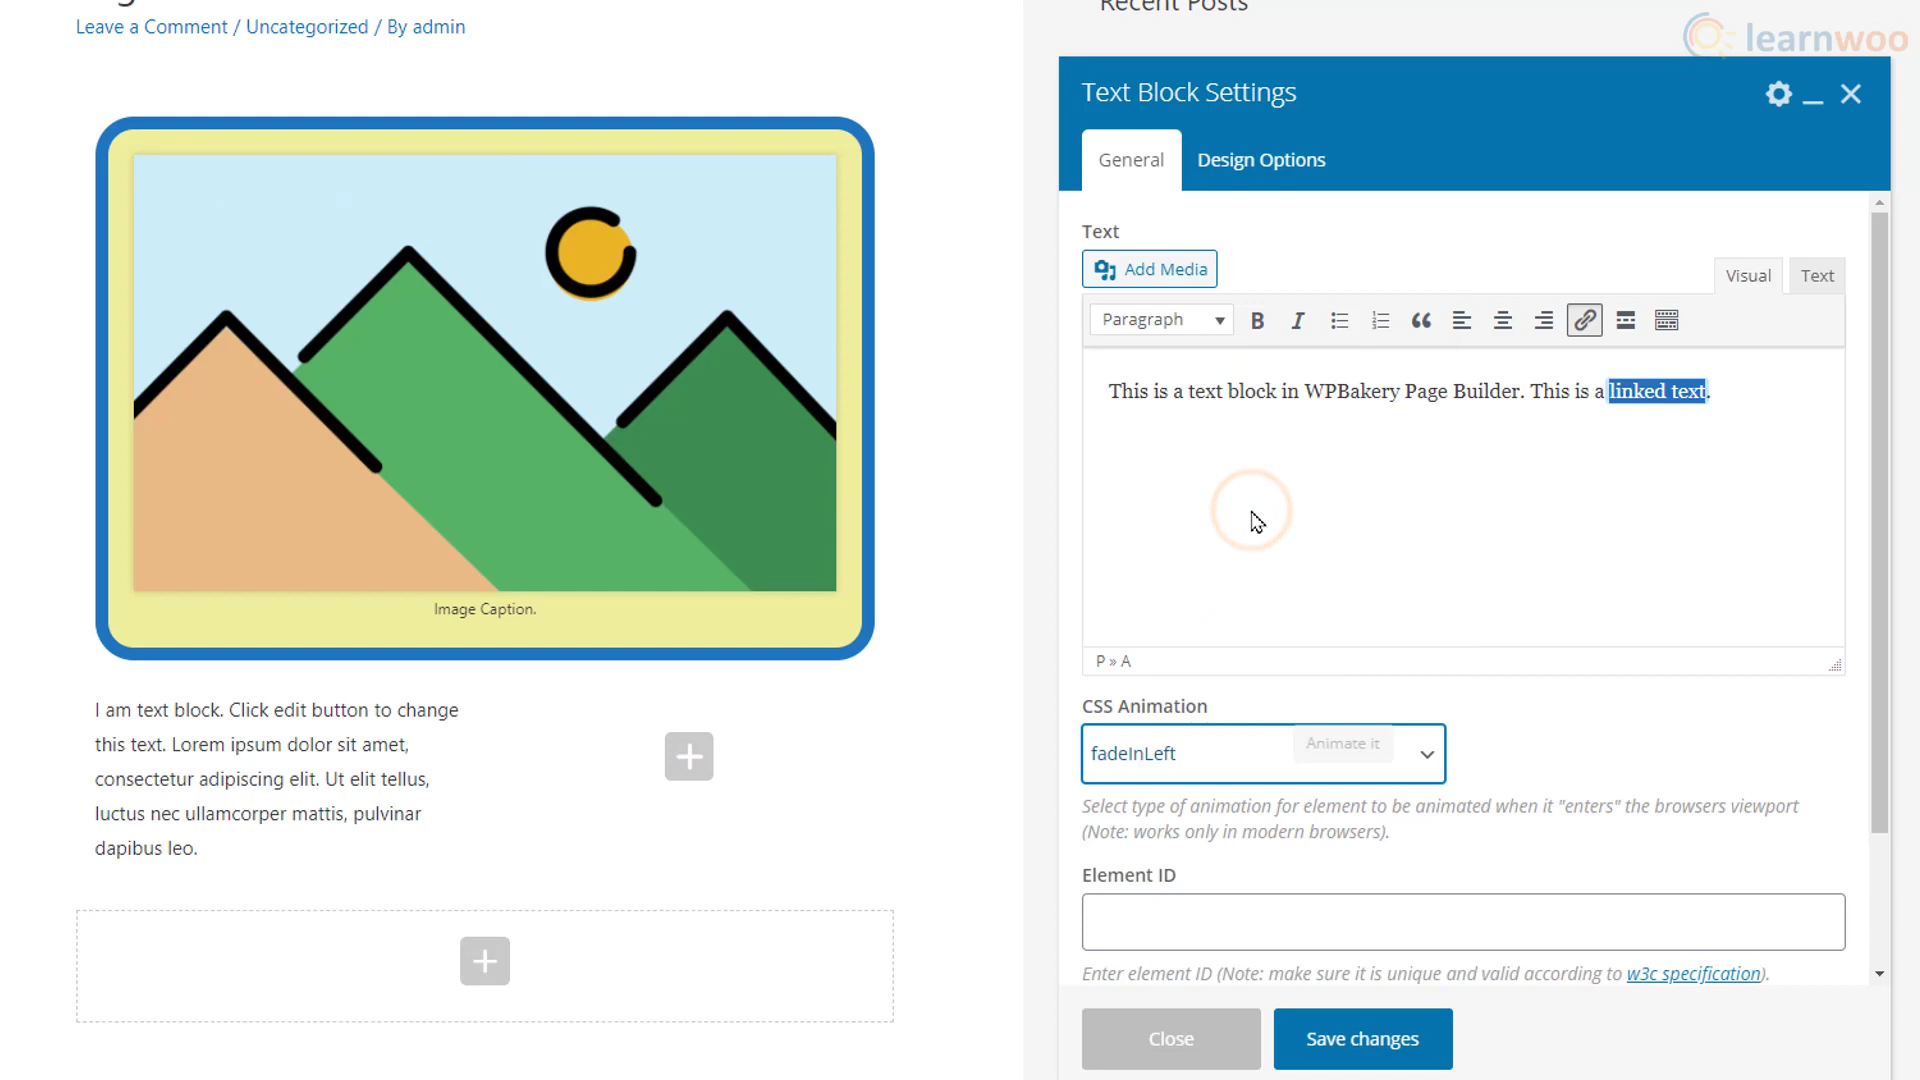 Leave a Comment / Uncategorized / By admin
Image Caption.
I am text block. Click edit button to change
this text. Lorem ipsum dolor sit amet,
consectetur adipiscing elit. Ut elit tellus,
luctus nec ullamcorper mattis, pulvinar
dapibus leo.
Recent Posts
learnwoo
Text Block Settings
General
Design Options
Text
Add Media
Visual
Text
Paragraph
This is a text block in WPBakery Page Builder. This is a linked text.
P » A
CSS Animation
fadeInLeft
Animate it
Select type of animation for element to be animated when it "enters" the browsers viewport
(Note: works only in modern browsers).
Element ID
Enter element ID (Note: make sure it is unique and valid according to w3c specification).
Close
Save changes